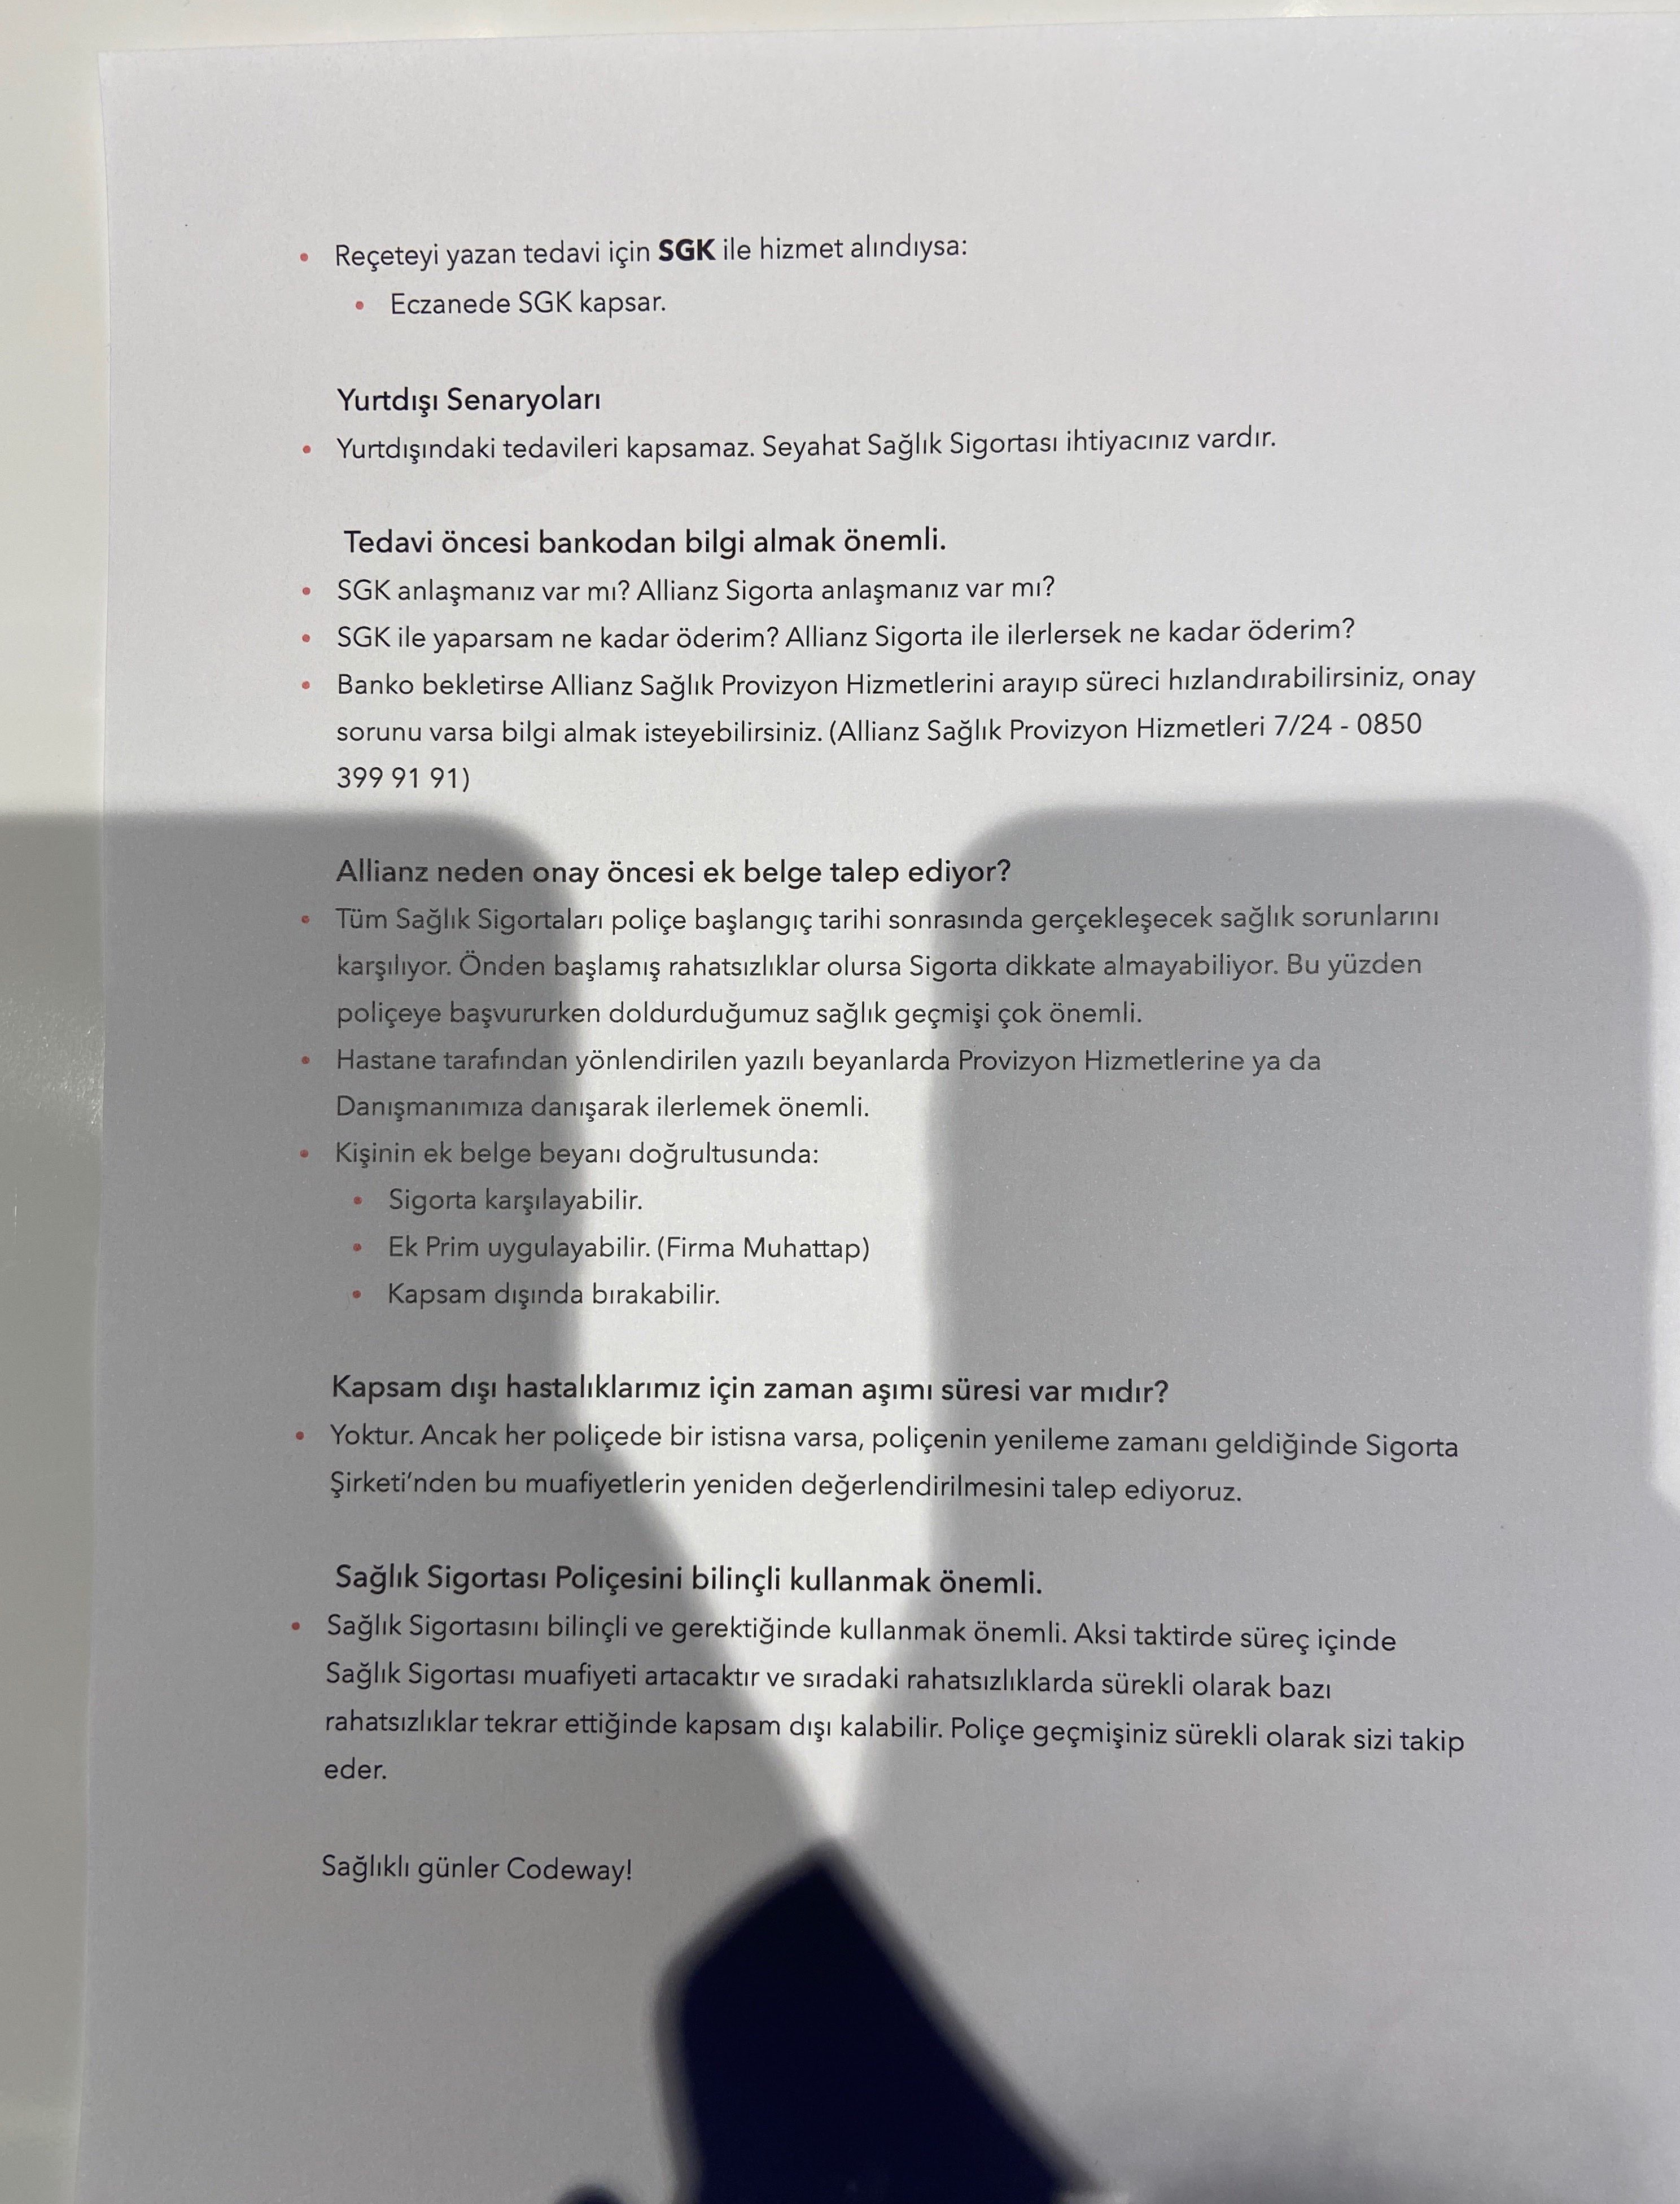 • Reçeteyi yazan tedavi için SGK ile hizmet alındıysa:
• Eczanede SGK kapsar.
Yurtdışı Senaryoları
• Yurtdışındaki tedavileri kapsamaz. Seyahat Sağlık Sigortası ihtiyacınız vardır.
Tedavi öncesi bankodan bilgi almak önemli.
• SGK anlaşmanız var mı? Allianz Sigorta anlaşmanız var mı?
• SGK ile yaparsam ne kadar öderim? Allianz Sigorta ile ilerlersek ne kadar öderim?
• Banko bekletirse Allianz Sağlık Provizyon Hizmetlerini arayıp süreci hızlandırabilirsiniz, onay
sorunu varsa bilgi almak isteyebilirsiniz. (Allianz Sağlık Provizyon Hizmetleri 7/24 - 0850
399 91 91)
Allianz neden onay öncesi ek belge talep ediyor?
• Tüm Sağlık Sigortaları poliçe başlangıç tarihi sonrasında gerçekleşecek sağlık sorunlarını
karşılıyor. Önden başlamış rahatsızlıklar olursa Sigorta dikkate almayabiliyor. Bu yüzden
poliçeye başvururken doldurduğumuz sağlık geçmişi çok önemli.
• Hastane tarafından yönlendirilen yazılı beyanlarda Provizyon Hizmetlerine ya da
Danışmanımıza danışarak ilerlemek önemli.
• Kişinin ek belge beyanı doğrultusunda:
• Sigorta karşılayabilir.
• Ek Prim uygulayabilir. (Firma Muhattap)
• Kapsam dışında bırakabilir.
Kapsam dışı hastalıklarımız için zaman aşımı süresi var mıdır?
• Yoktur. Ancak her poliçede bir istisna varsa, poliçenin yenileme zamanı geldiğinde Sigorta
Şirketi’nden bu muafiyetlerin yeniden değerlendirilmesini talep ediyoruz.
Sağlık Sigortası Poliçesini bilinçli kullanmak önemli.
• Sağlık Sigortasını bilinçli ve gerektiğinde kullanmak önemli. Aksi taktirde süreç içinde
Sağlık Sigortası muafiyeti artacaktır ve sıradaki rahatsızlıklarda sürekli olarak bazı
rahatsızlıklar tekrar ettiğinde kapsam dışı kalabilir. Poliçe geçmişiniz sürekli olarak sizi takip
eder.
Sağlıklı günler Codeway!